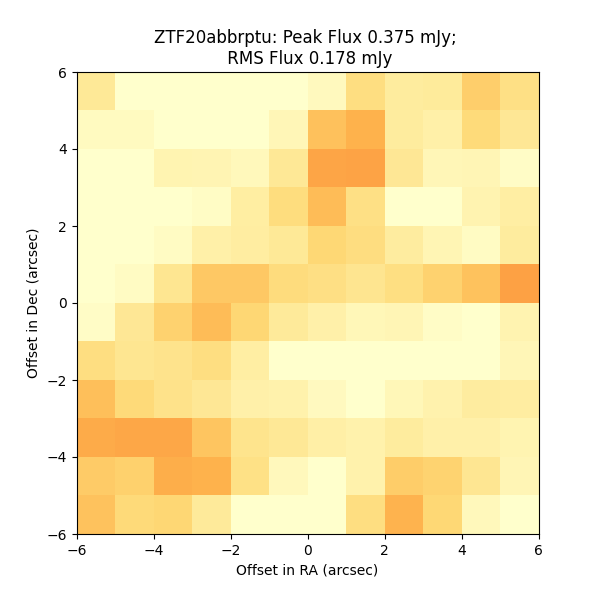 ZTF20abbrptu: Peak Flux 0.375 mJy;
RMS Flux 0.178 mJy
6
4
2
0
−2
−4
−6
Offset in Dec (arcsec)
−6 −4 −2 0 2 4 6
Offset in RA (arcsec)